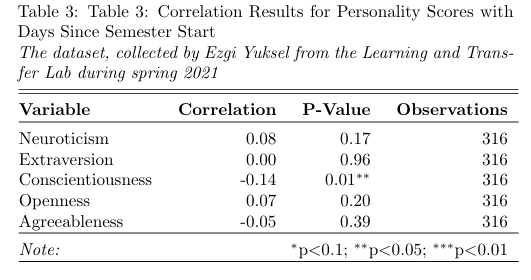 Table 3: Table 3: Correlation Results for Personality Scores with
Days Since Semester Start
The dataset, collected by Ezgi Yuksel from the Learning and Trans-
fer Lab during spring 2021
Variable Correlation P-Value Observations
Neuroticism 0.08 0.17 316
Extraversion 0.00 0.96 316
Conscientiousness -0.14 0.01** 316
Openness 0.07 0.20 316
Agreeableness -0.05 0.39 316
Note: *p<0.1; **p<0.05; ***p<0.01